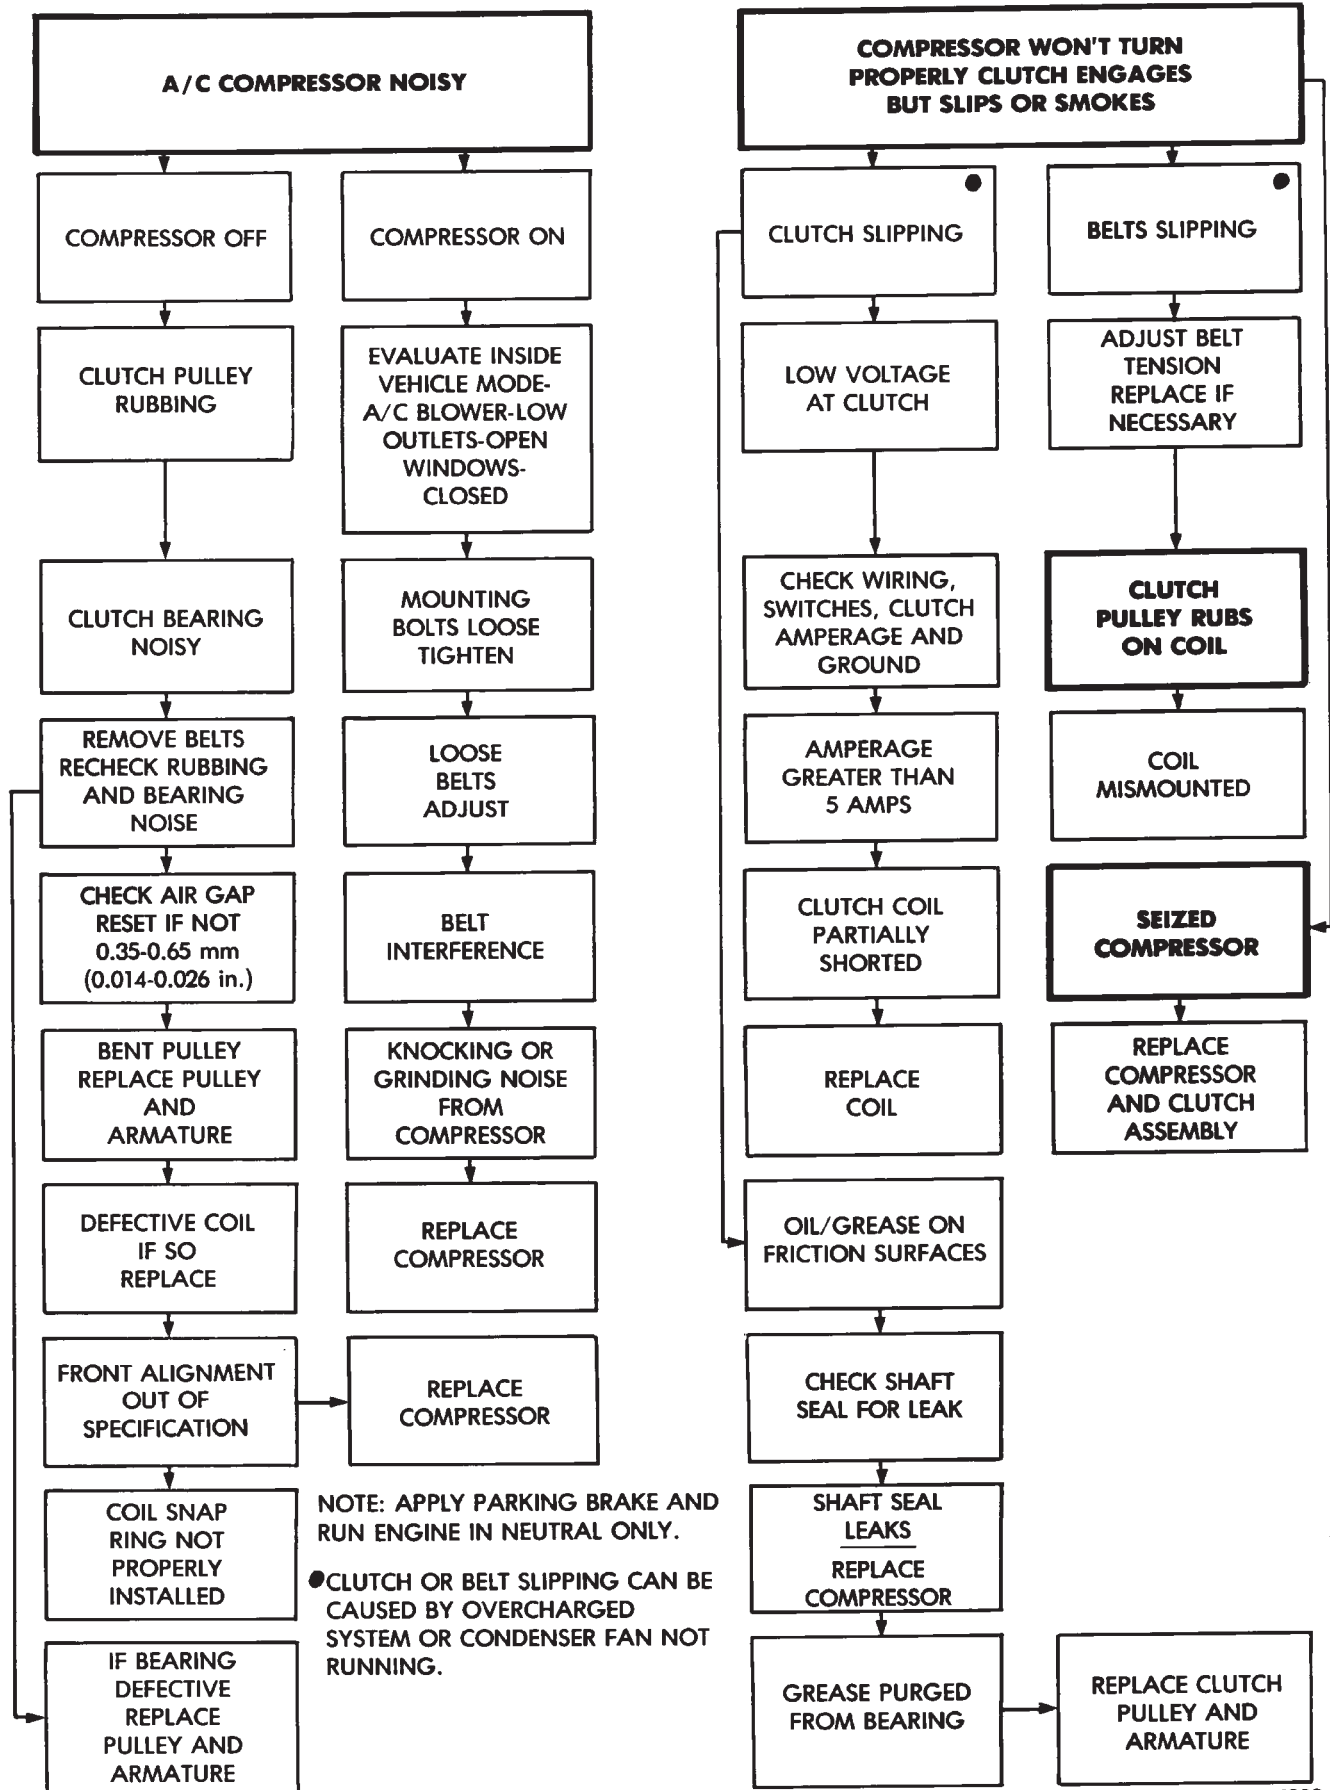 A/C COMPRESSOR NOISY
COMPRESSOR OFF
CLUTCH PULLEY
RUBBING
CLUTCH BEARING
NOISY
REMOVE BELTS
RECHECK RUBBING
AND BEARING
NOISE
CHECK AIR GAP
RESET IF NOT
0.35-0.65 mm
(0.014-0.026 in.)
BENT PULLEY
REPLACE PULLEY
AND
ARMATURE
DEFECTIVE COIL
IF SO
REPLACE
FRONT ALIGNMENT
OUT OF
SPECIFICATION
REPLACE
COMPRESSOR
COIL SNAP
RING NOT
PROPERLY
INSTALLED
IF BEARING
DEFECTIVE
REPLACE
PULLEY AND
ARMATURE
COMPRESSOR ON
EVALUATE INSIDE
VEHICLE MODE-
A/C BLOWER-LOW
OUTLETS-OPEN
WINDOWS-
CLOSED
MOUNTING
BOLTS LOOSE
TIGHTEN
LOOSE
BELTS
ADJUST
BELT
INTERFERENCE
KNOCKING OR
GRINDING NOISE
FROM
COMPRESSOR
REPLACE
COMPRESSOR
NOTE: APPLY PARKING BRAKE AND
RUN ENGINE IN NEUTRAL ONLY.
●CLUTCH OR BELT SLIPPING CAN BE
CAUSED BY OVERCHARGED
SYSTEM OR CONDENSER FAN NOT
RUNNING.
COMPRESSOR WON'T TURN
PROPERLY CLUTCH ENGAGES
BUT SLIPS OR SMOKES
CLUTCH SLIPPING
LOW VOLTAGE
AT CLUTCH
CHECK WIRING,
SWITCHES, CLUTCH
AMPERAGE AND
GROUND
AMPERAGE
GREATER THAN
5 AMPS
CLUTCH COIL
PARTIALLY
SHORTED
REPLACE
COIL
OIL/GREASE ON
FRICTION SURFACES
CHECK SHAFT
SEAL FOR LEAK
SHAFT SEAL
LEAKS
REPLACE
COMPRESSOR
GREASE PURGED
FROM BEARING
REPLACE CLUTCH
PULLEY AND
ARMATURE
BELTS SLIPPING
ADJUST BELT
TENSION
REPLACE IF
NECESSARY
CLUTCH
PULLEY RUBS
ON COIL
COIL
MISMOUNTED
SEIZED
COMPRESSOR
REPLACE
COMPRESSOR
AND CLUTCH
ASSEMBLY